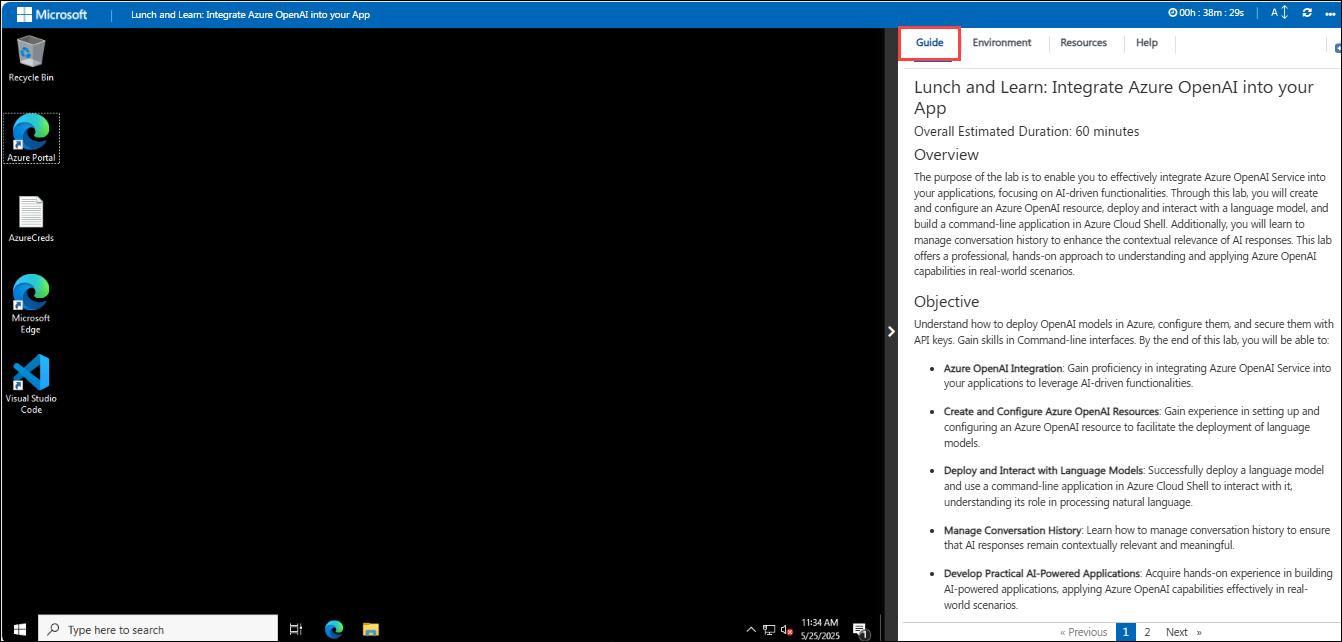 Microsoft
Lunch and Learn: Integrate Azure OpenAI into your App
00h : 38m : 29s
A
Recycle Bin
Azure Portal
AzureCreds
Microsoft
Edge
Visual Studio
Code
Type here to search
11:34 AM
5/25/2025
1
Guide
Environment
Resources
Help
Lunch and Learn: Integrate Azure OpenAI into your
App
Overall Estimated Duration: 60 minutes
Overview
The purpose of the lab is to enable you to effectively integrate Azure OpenAI Service into
your applications, focusing on AI-driven functionalities. Through this lab, you will create
and configure an Azure OpenAI resource, deploy and interact with a language model, and
build a command-line application in Azure Cloud Shell. Additionally, you will learn to
manage conversation history to enhance the contextual relevance of AI responses. This lab
offers a professional, hands-on approach to understanding and applying Azure OpenAI
capabilities in real-world scenarios.
Objective
Understand how to deploy OpenAI models in Azure, configure them, and secure them with
API keys. Gain skills in Command-line interfaces. By the end of this lab, you will be able to:
• Azure OpenAI Integration: Gain proficiency in integrating Azure OpenAI Service into
your applications to leverage AI-driven functionalities.
• Create and Configure Azure OpenAI Resources: Gain experience in setting up and
configuring an Azure OpenAI resource to facilitate the deployment of language
models.
• Deploy and Interact with Language Models: Successfully deploy a language model
and use a command-line application in Azure Cloud Shell to interact with it,
understanding its role in processing natural language.
• Manage Conversation History: Learn how to manage conversation history to ensure
that AI responses remain contextually relevant and meaningful.
• Develop Practical AI-Powered Applications: Acquire hands-on experience in building
AI-powered applications, applying Azure OpenAI capabilities effectively in real-
world scenarios.
« Previous 1 2 Next »